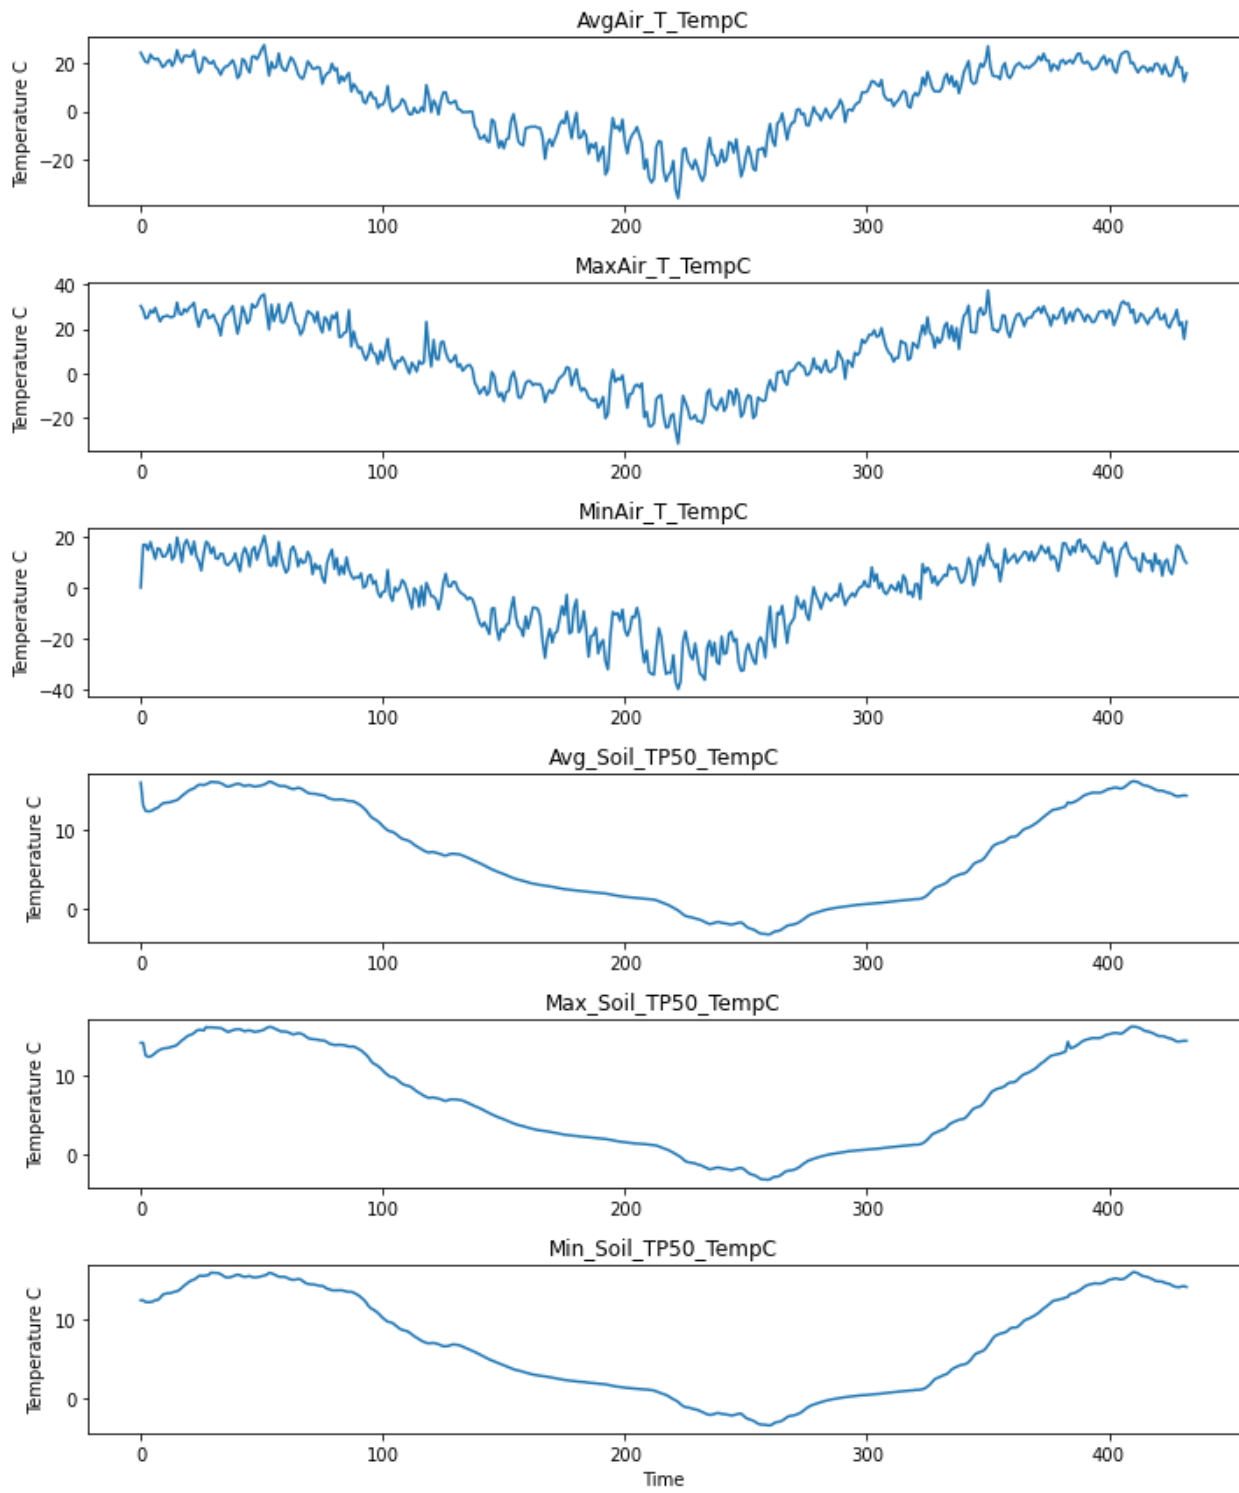 AvgAir_T_TempC
Temperature C
20
0
−20
0 100 200 300 400
MaxAir_T_TempC
Temperature C
40
20
0
−20
0 100 200 300 400
MinAir_T_TempC
Temperature C
20
0
−20
−40
0 100 200 300 400
Avg_Soil_TP50_TempC
Temperature C
10
0
0 100 200 300 400
Max_Soil_TP50_TempC
Temperature C
10
0
0 100 200 300 400
Min_Soil_TP50_TempC
Temperature C
10
0
0 100 200 300 400
Time